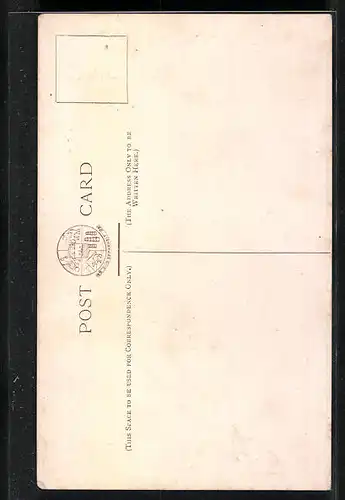 POST CARD
(THIS SPACE TO BE USED FOR CORRESPONDENCE ONLY.)
(THE ADDRESS ONLY TO BE
WRITTEN HERE.)